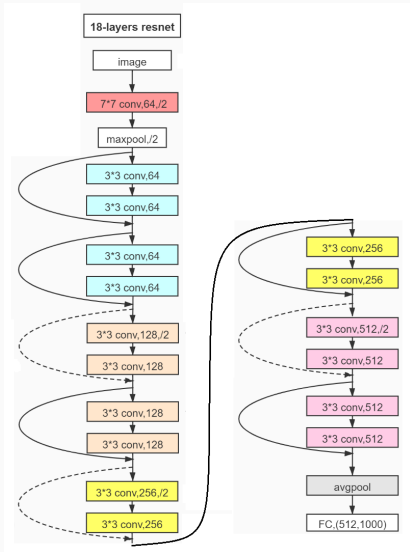 18-layers resnet
image
7*7 conv,64,/2
maxpool,/2
3*3 conv,64
3*3 conv,64
3*3 conv,64
3*3 conv,64
3*3 conv,128,/2
3*3 conv,128
3*3 conv,128
3*3 conv,128
3*3 conv,256,/2
3*3 conv,256
3*3 conv,256
3*3 conv,256
3*3 conv,512,/2
3*3 conv,512
3*3 conv,512
3*3 conv,512
avgpool
FC,(512,1000)